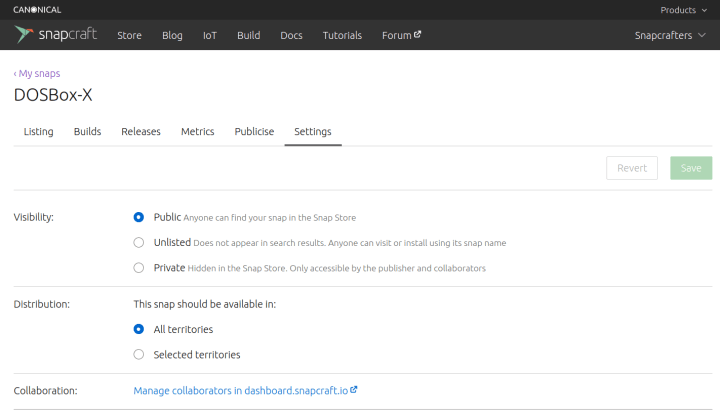 CANONICAL
Products
snapcraft Store Blog IoT Build Docs Tutorials Forum Snapcrafters
‹ My snaps
DOSBox-X
Listing Builds Releases Metrics Publicise Settings
Revert Save
Visibility: Public Anyone can find your snap in the Snap Store
Unlisted Does not appear in search results. Anyone can visit or install using its snap name
Private Hidden in the Snap Store. Only accessible by the publisher and collaborators
Distribution: This snap should be available in:
All territories
Selected territories
Collaboration: Manage collaborators in dashboard.snapcraft.io